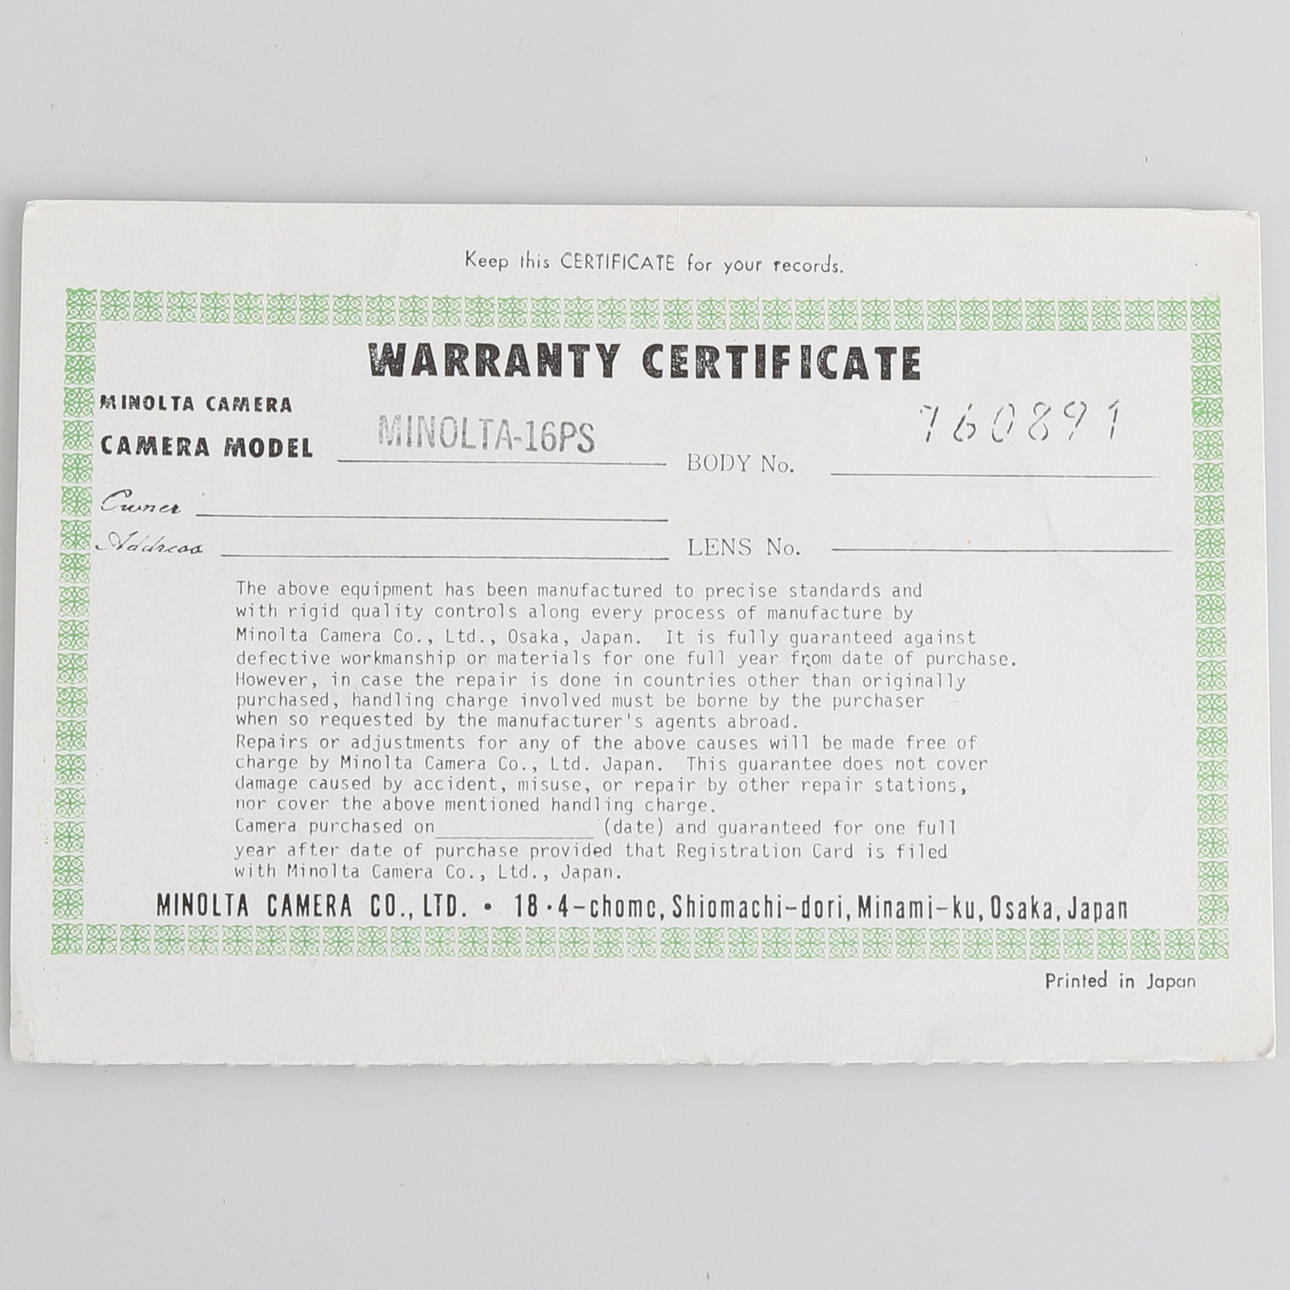 Keep this CERTIFICATE for your records.
WARRANTY CERTIFICATE
MINOLTA CAMERA
CAMERA MODEL MINOLTA-16PS BODY No. 760891
Owner
Address LENS No.
The above equipment has been manufactured to precise standards and
with rigid quality controls along every process of manufacture by
Minolta Camera Co., Ltd., Osaka, Japan. It is fully guaranteed against
defective workmanship or materials for one full year from date of purchase.
However, in case the repair is done in countries other than originally
purchased, handling charge involved must be borne by the purchaser
when so requested by the manufacturer's agents abroad.
Repairs or adjustments for any of the above causes will be made free of
charge by Minolta Camera Co., Ltd. Japan. This guarantee does not cover
damage caused by accident, misuse, or repair by other repair stations,
nor cover the above mentioned handling charge.
Camera purchased on (date) and guaranteed for one full
year after date of purchase provided that Registration Card is filed
with Minolta Camera Co., Ltd., Japan.
MINOLTA CAMERA CO., LTD. • 18·4-chome, Shiomachi-dori, Minami-ku, Osaka, Japan
Printed in Japan